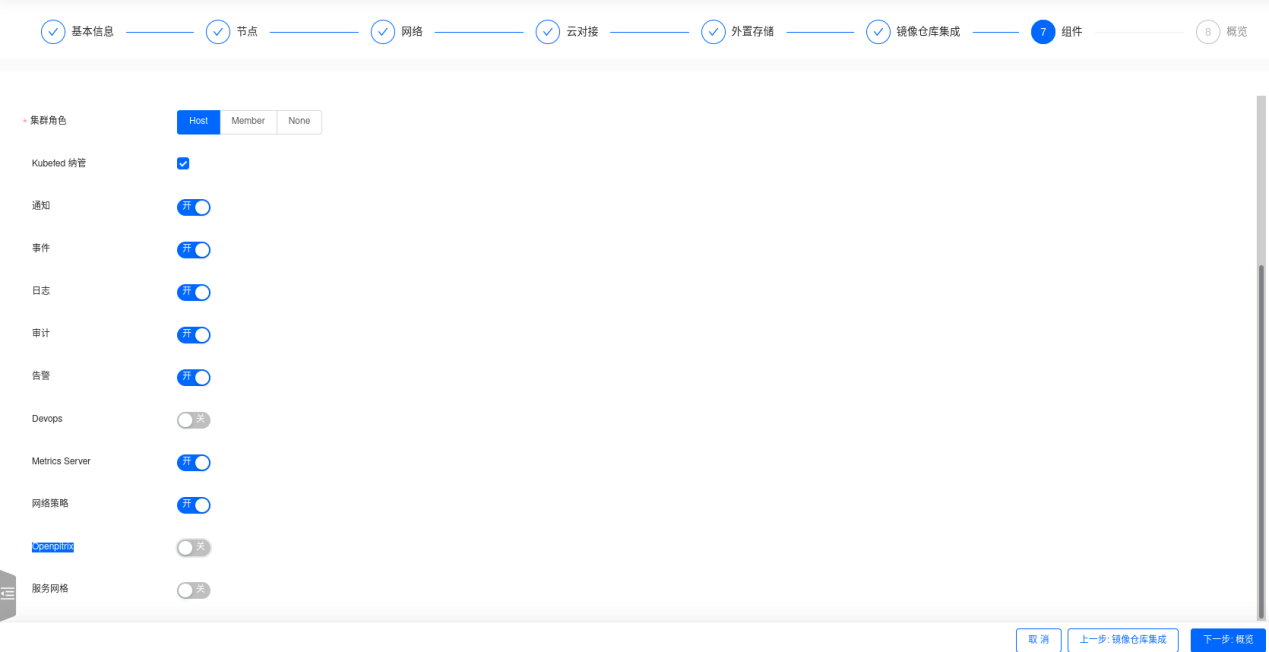 基本信息 节点 网络 云对接 外置存储 镜像仓库集成 7 组件 8 概览
* 集群角色 Host Member None
Kubefed 纳管
通知 开
事件 开
日志 开
审计 开
告警 开
Devops 关
Metrics Server 开
网络策略 开
Openpitrix 关
服务网格 关
取 消 上一步: 镜像仓库集成 下一步: 概览